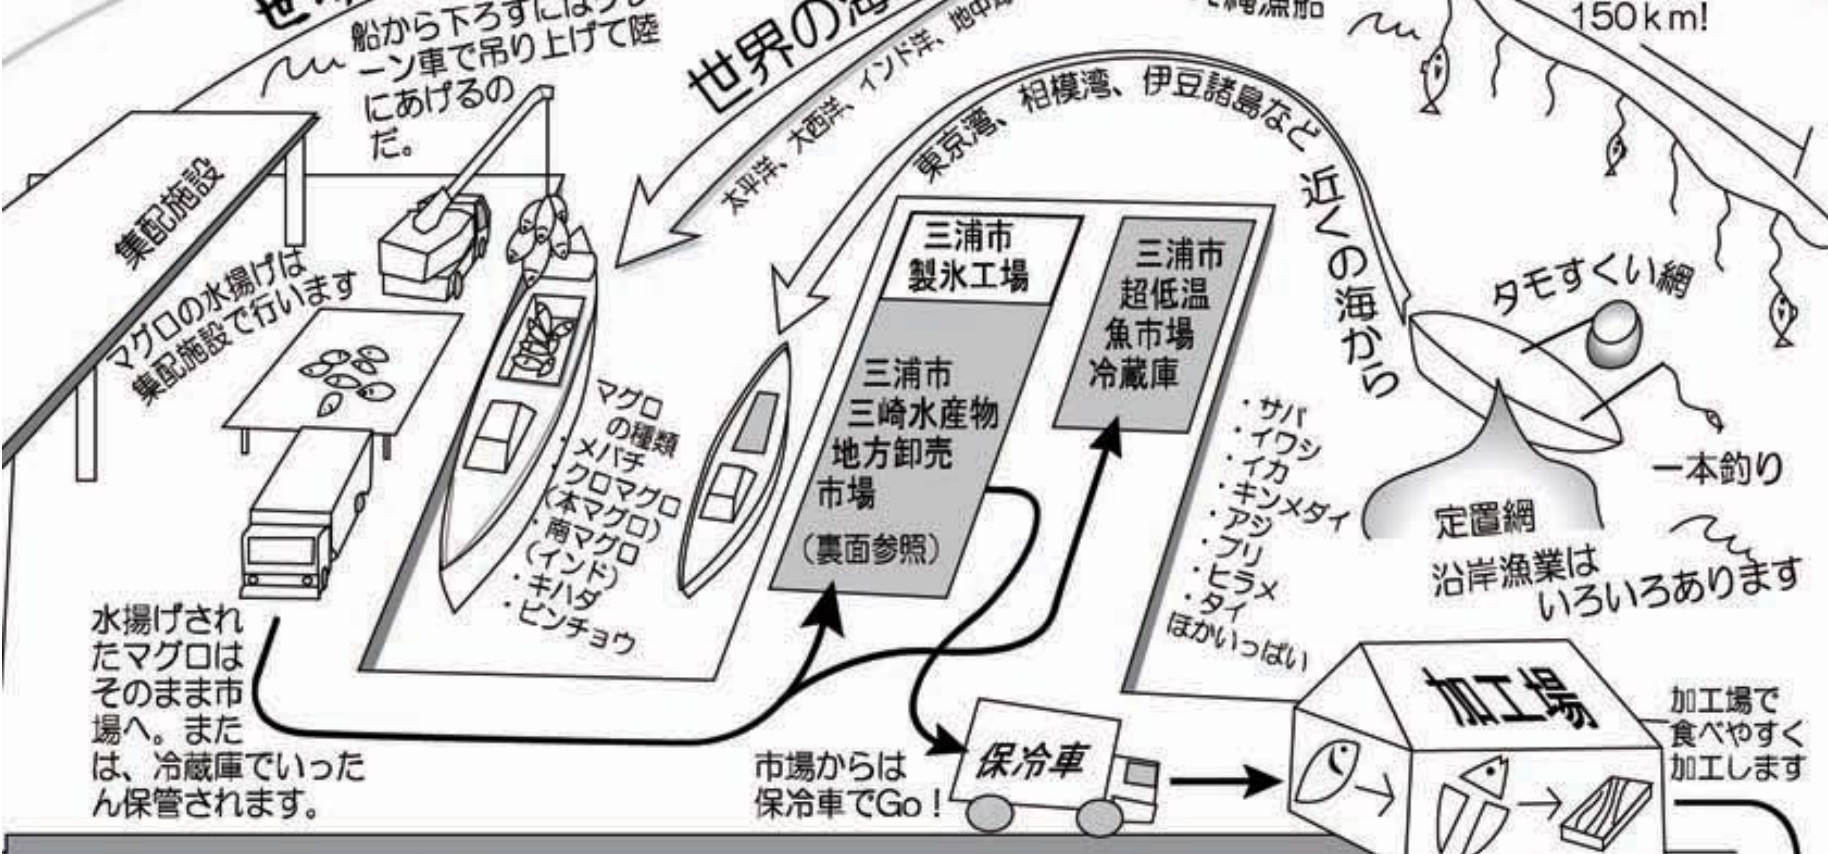 船から下ろすには
ーン車で吊り上げて陸
にあげるの
だ。
世界の海
太平洋、大西洋、インド洋、地中海
東京湾、相模湾、伊豆諸島など
近くの海から
150km!
集配施設
マグロの水揚げは
集配施設で行います
三浦市
製氷工場
三浦市
三崎水産物
地方卸売
市場
(裏面参照)
三浦市
超低温
魚市場
冷蔵庫
マグロ
の種類
・メバチ
・クロマグロ
(本マグロ)
・南マグロ
(インド)
・キハダ
・ビンチョウ
・サバ
・イワシ
・イカ
・キンメダイ
・アジ
・ブリ
・ヒラメ
・タイ
ほかいっぱい
タモすくい網
一本釣り
定置網
沿岸漁業は
いろいろあります
水揚げされ
たマグロは
そのまま市
場へ。また
は、冷蔵庫でいった
ん保管されます。
市場からは
保冷車でGo!
保冷車
加工場
加工場で
食べやすく
加工します